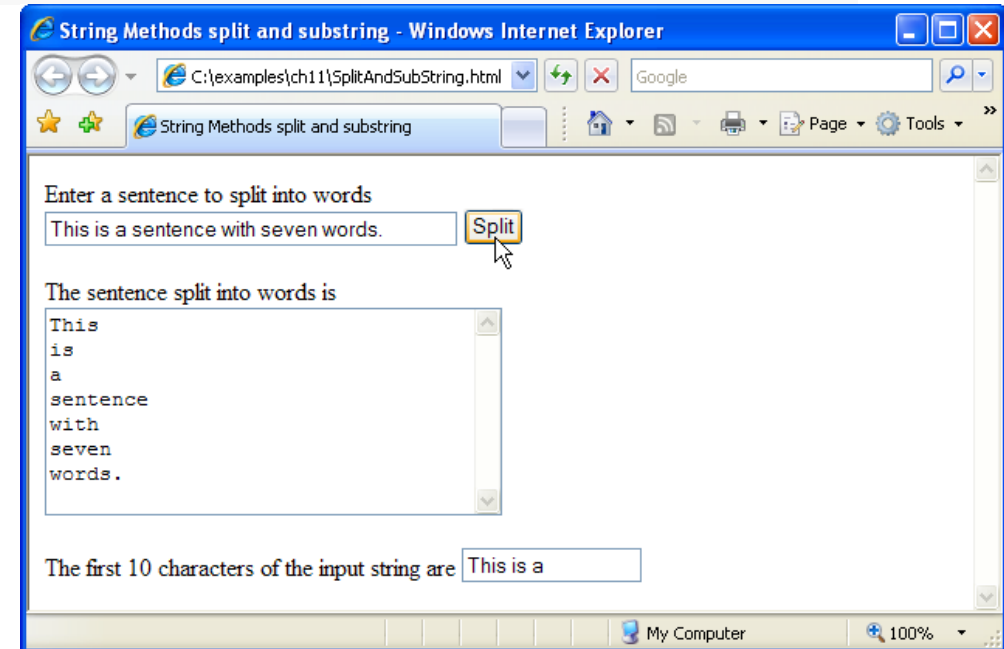 String Methods split and substring - Windows Internet Explorer
C:\examples\ch11\SplitAndSubString.html
Google
String Methods split and substring
Page
Tools
»
Enter a sentence to split into words
This is a sentence with seven words.
Split
The sentence split into words is
This
is
a
sentence
with
seven
words.
The first 10 characters of the input string are This is a
My Computer
100%